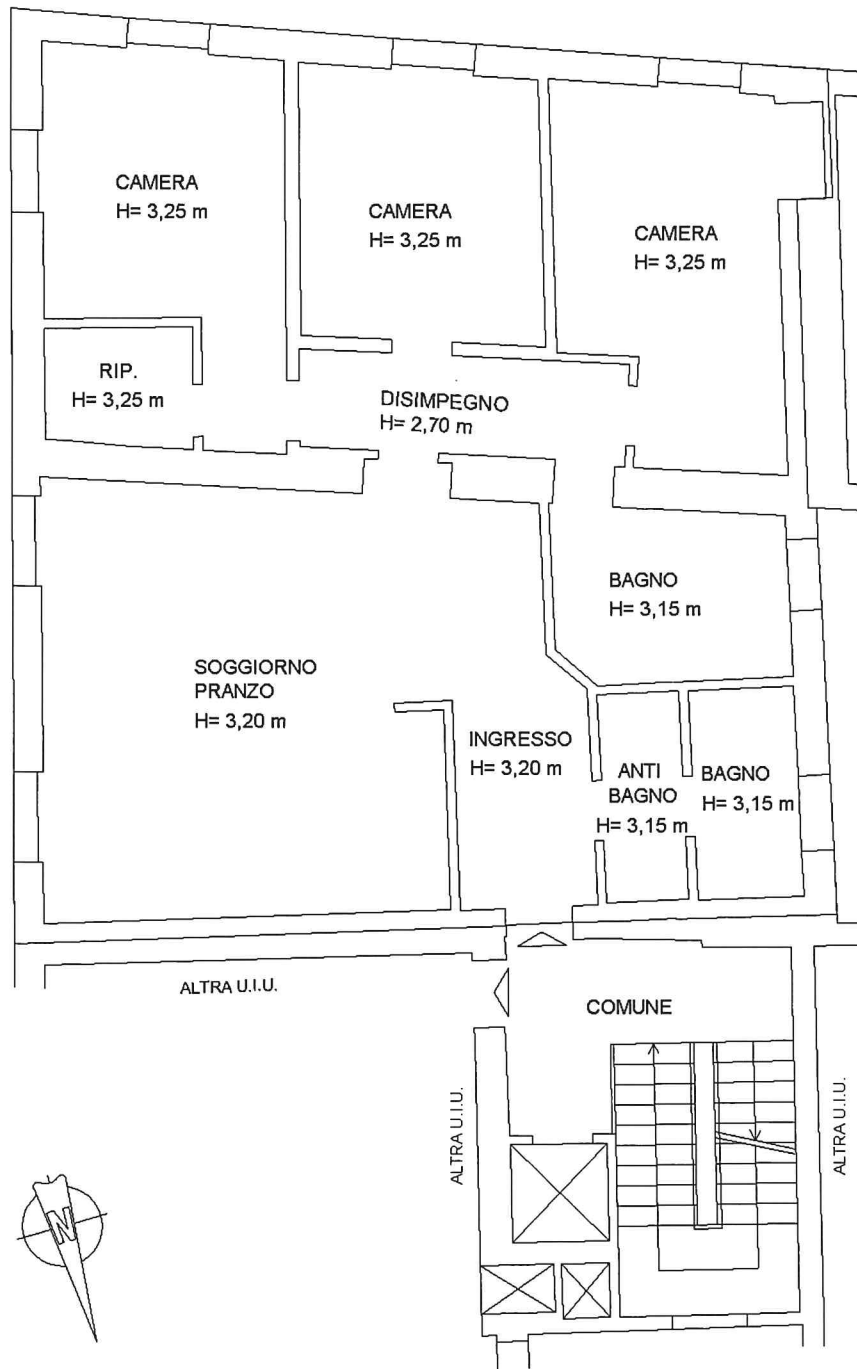 CAMERA
H= 3,25 m
CAMERA
H= 3,25 m
CAMERA
H= 3,25 m
RIP.
H= 3,25 m
DISIMPEGNO
H= 2,70 m
BAGNO
H= 3,15 m
SOGGIORNO
PRANZO
H= 3,20 m
INGRESSO
H= 3,20 m
ANTI
BAGNO
H= 3,15 m
BAGNO
H= 3,15 m
ALTRA U.I.U.
COMUNE
ALTRA U.I.U.
ALTRA U.I.U.
N